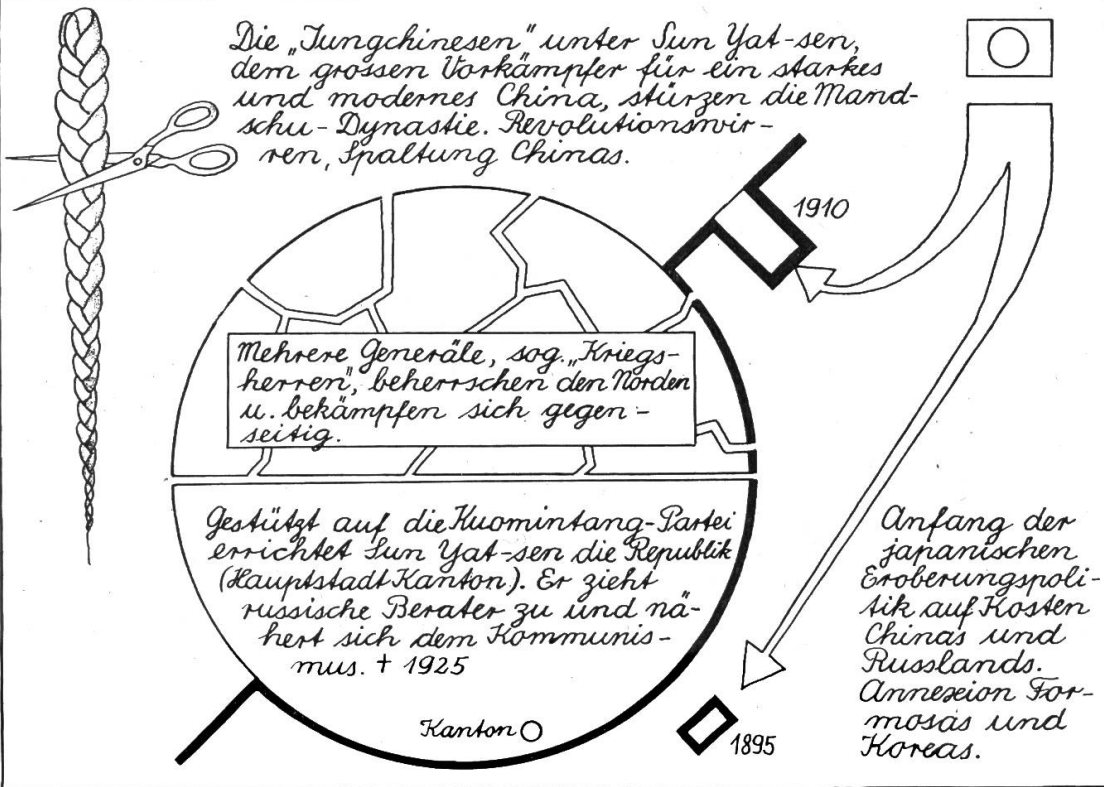 Die „Jungchinesen" unter Sun Yat-sen,
dem grossen Vorkämpfer für ein starkes
und modernes China, stürzen die Mand-
schu-Dynastie. Revolutionswir-
ren, Spaltung Chinas.
1910
Mehrere Generäle, sog. „Kriegs-
herren", beherrschen den Norden
u. bekämpfen sich gegen-
seitig.
Gestützt auf die Kuomintang-Partei
errichtet Sun Yat-sen die Republik
(Hauptstadt Kanton). Er zieht
russische Berater zu und nä-
hert sich dem Kommunis-
mus. † 1925
Kanton
1895
Anfang der
japanischen
Eroberungspoli-
tik auf Kosten
Chinas und
Russlands.
Annexion For-
mosas und
Koreas.